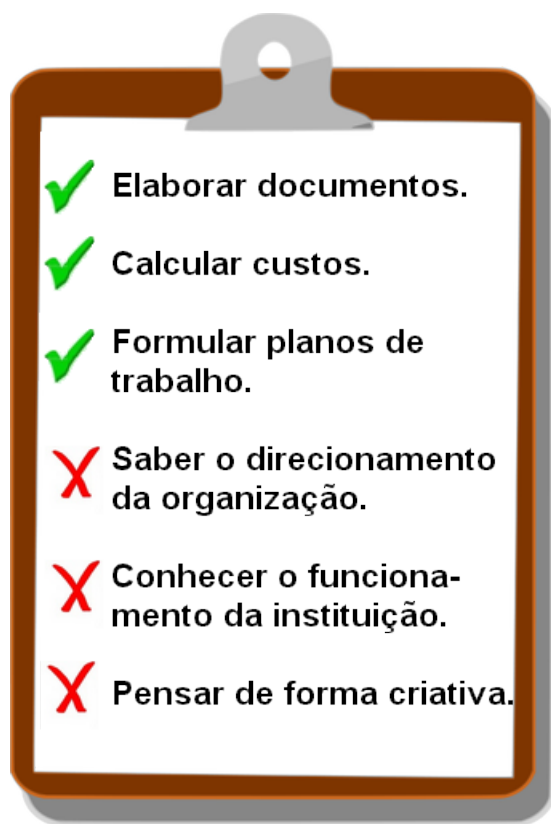 Elaborar documentos.
Calcular custos.
Formular planos de
trabalho.
Saber o direcionamento
da organização.
Conhecer o funciona-
mento da instituição.
Pensar de forma criativa.